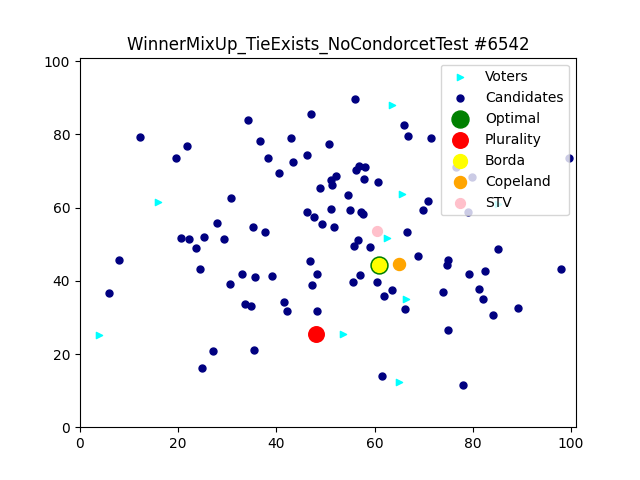 WinnerMixUp_TieExists_NoCondorcetTest #6542
100
80
60
40
20
0
0 20 40 60 80 100
Voters
Candidates
Optimal
Plurality
Borda
Copeland
STV